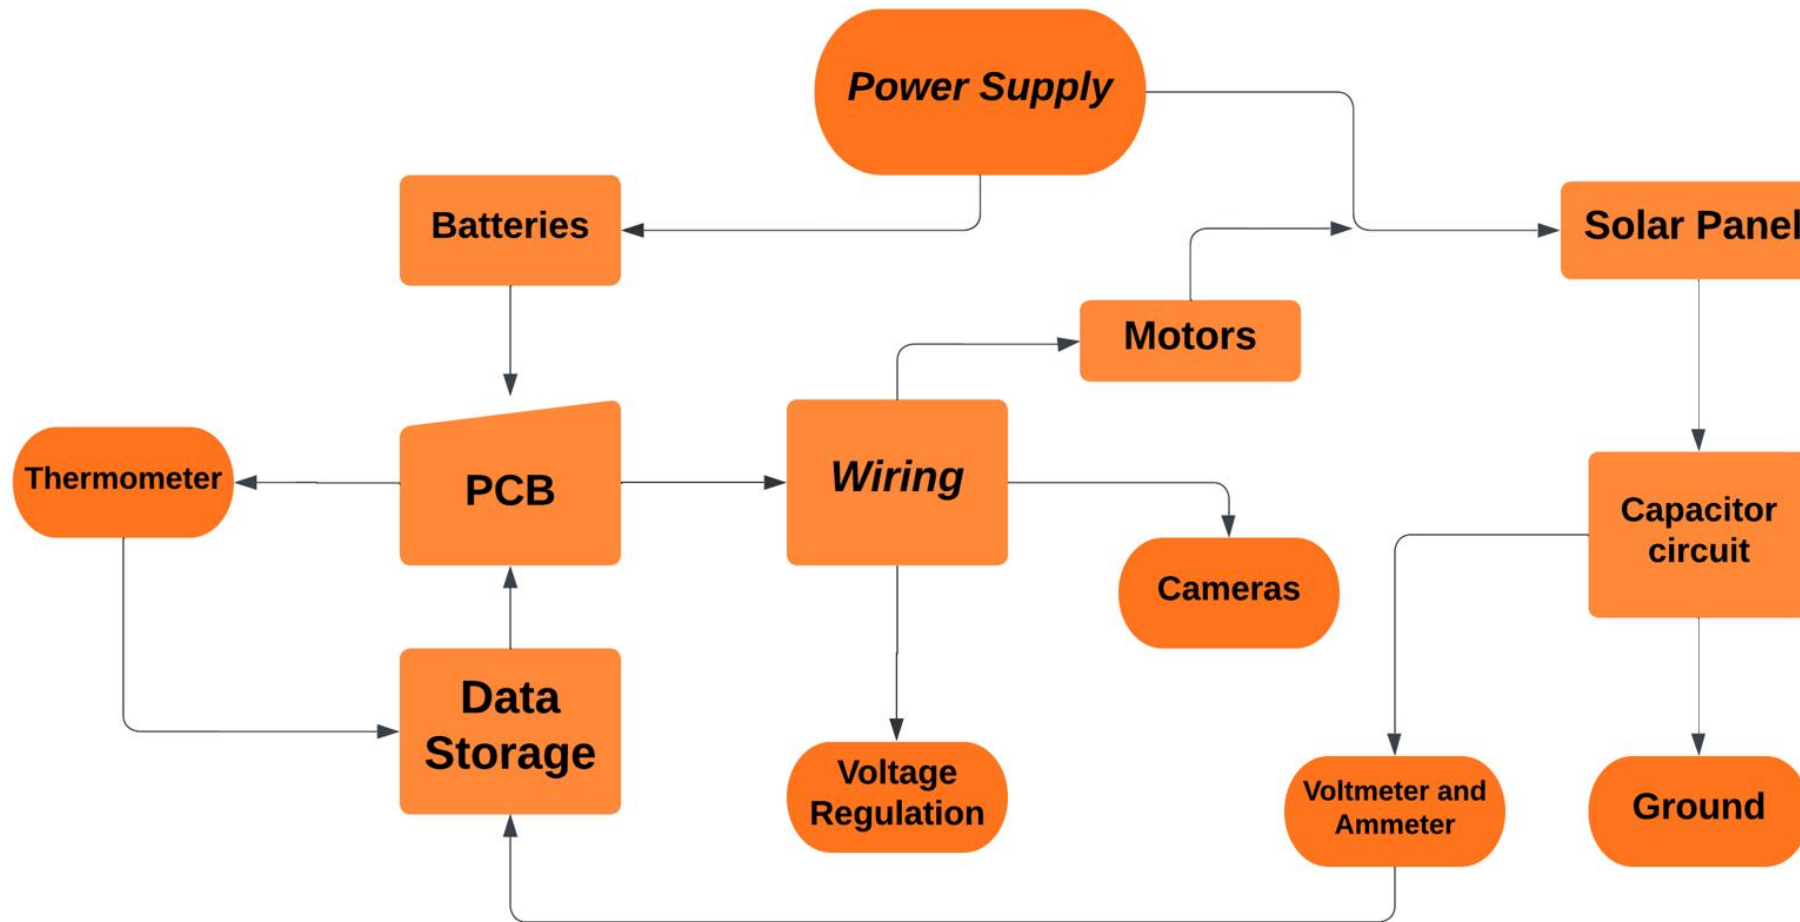 Power Supply
Batteries
Solar Panel
Motors
Thermometer
PCB
Wiring
Capacitor
circuit
Cameras
Data
Storage
Voltage
Regulation
Voltmeter and
Ammeter
Ground